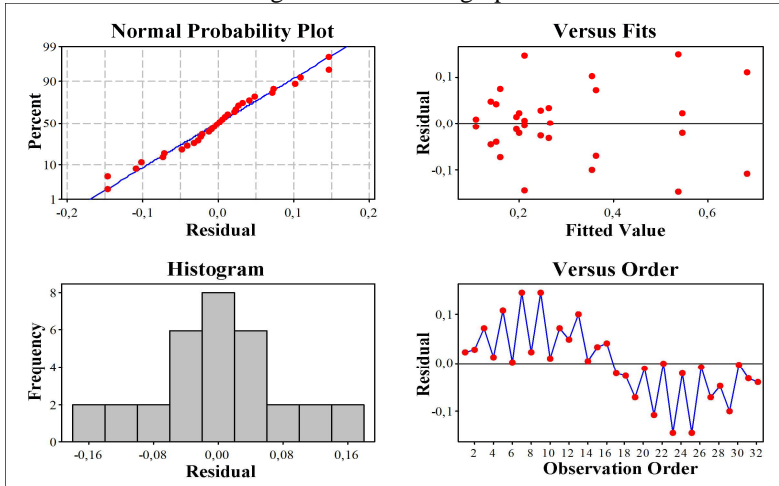 Normal Probability Plot
Percent
99
90
50
10
1
-0,2 -0,1 0,0 0,1 0,2
Residual
Versus Fits
Residual
0,1
0,0
-0,1
0,2 0,4 0,6
Fitted Value
Histogram
Frequency
8
6
4
2
0
-0,16 -0,08 0,00 0,08 0,16
Residual
Versus Order
Residual
0,1
0,0
-0,1
2 4 6 8 10 12 14 16 18 20 22 24 26 28 30 32
Observation Order